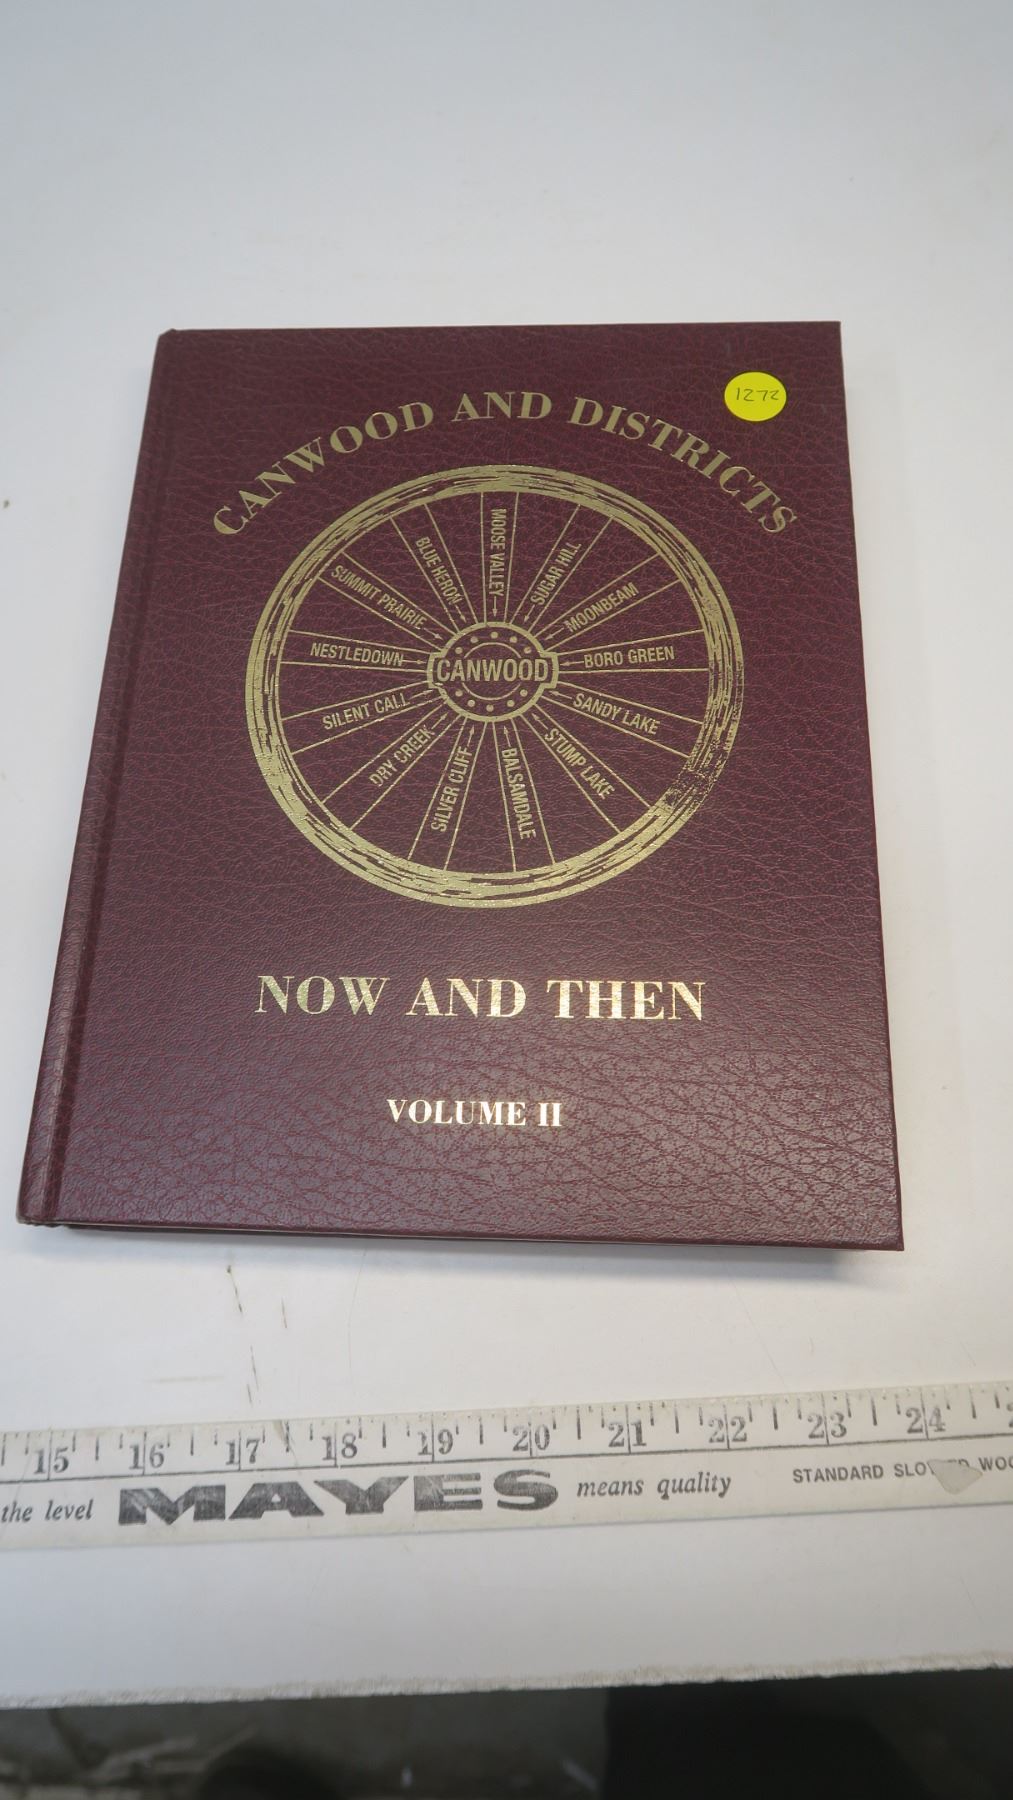 CANWOOD AND DISTRICTS
1272
MOOSE VALLEY
SUGAR HILL
MOONBEAM
BORO GREEN
SANDY LAKE
STUMP LAKE
BALSAMDALE
SILVER CLIFF
DRY CREEK
SILENT CALL
NESTLEDOWN
SUMMIT PRAIRIE
BLUE HERON
CANWOOD
NOW AND THEN
VOLUME II
15 16 17 18 19 20 21 22 23 24
the level MAYES means quality STANDARD